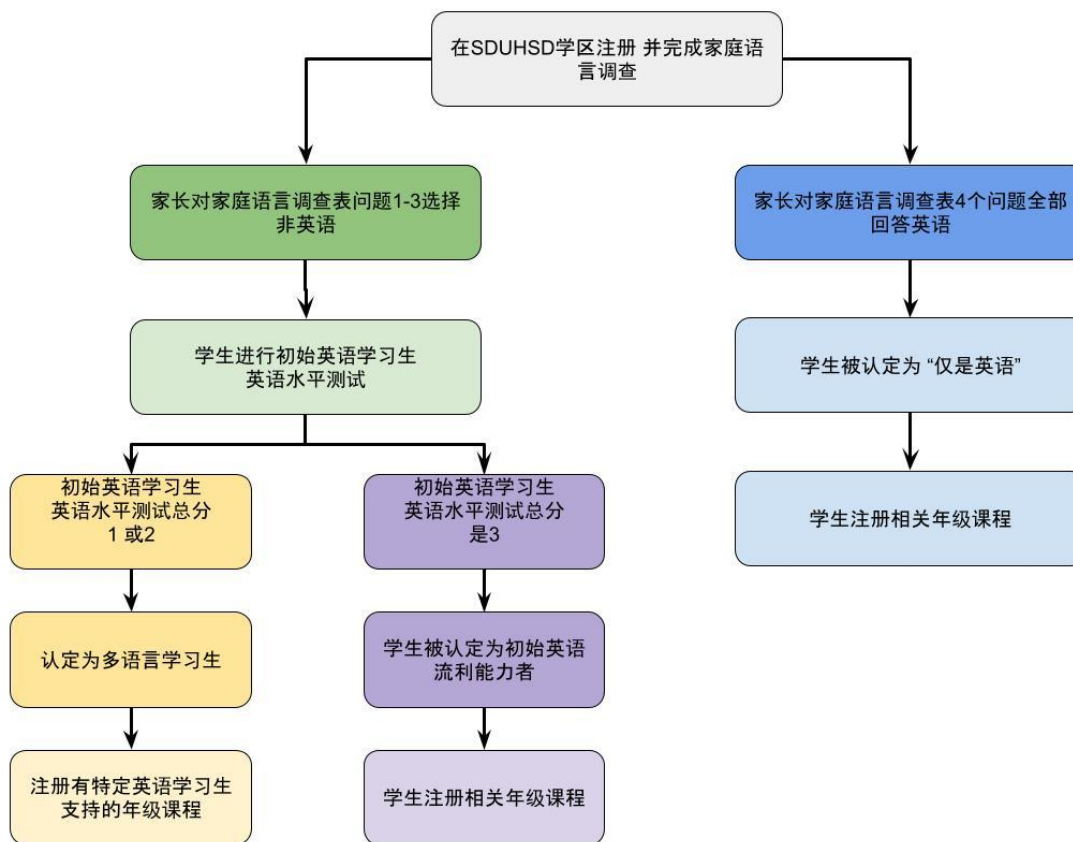 在SDUHSD学区注册 并完成家庭语
言调查
家长对家庭语言调查表问题1-3选择
非英语
家长对家庭语言调查表4个问题全部
回答英语
学生进行初始英语学习生
英语水平测试
学生被认定为 “仅是英语”
初始英语学习生
英语水平测试总分
1 或2
初始英语学习生
英语水平测试总分
是3
学生注册相关年级课程
认定为多语言学习生
学生被认定为初始英语
流利能力者
注册有特定英语学习生
支持的年级课程
学生注册相关年级课程